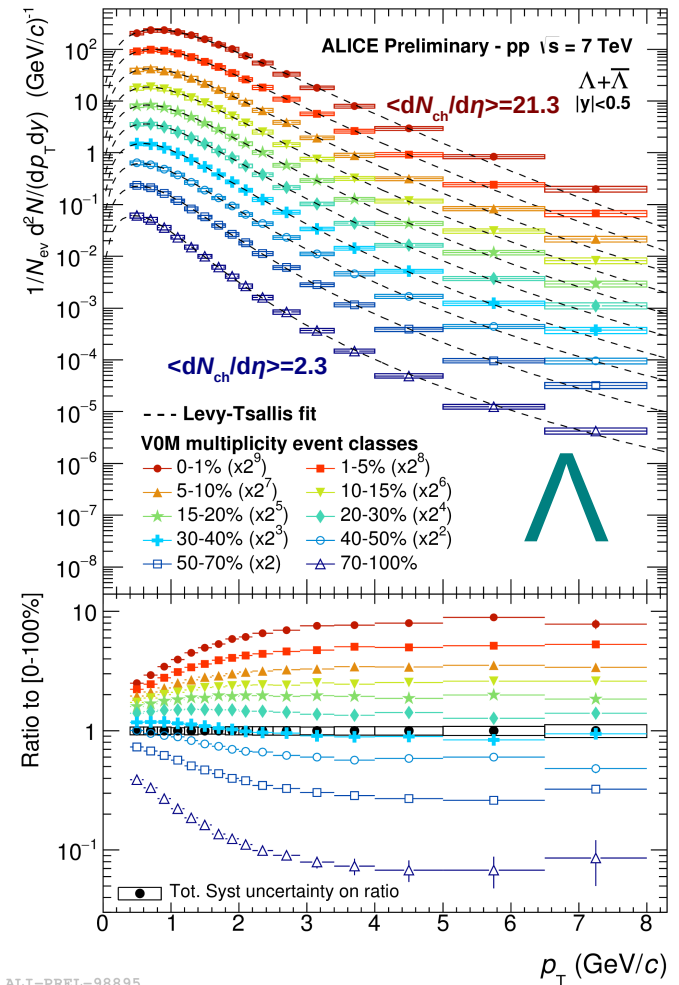 ALICE Preliminary - pp √s = 7 TeV
Λ+Λ̅
|y|<0.5
<dN_ch/dη>=21.3
1/N_ev d²N/(dp_T dy) (GeV/c)⁻¹
10²
10
1
10⁻¹
10⁻²
10⁻³
10⁻⁴
10⁻⁵
10⁻⁶
10⁻⁷
10⁻⁸
<dN_ch/dη>=2.3
Levy-Tsallis fit
V0M multiplicity event classes
0-1% (x2⁹) 1-5% (x2⁸)
5-10% (x2⁷) 10-15% (x2⁶)
15-20% (x2⁵) 20-30% (x2⁴)
30-40% (x2³) 40-50% (x2²)
50-70% (x2) 70-100%
Λ
Ratio to [0-100%]
10
1
10⁻¹
Tot. Syst uncertainty on ratio
0 1 2 3 4 5 6 7 8
p_T (GeV/c)
ALI-PREL-98895